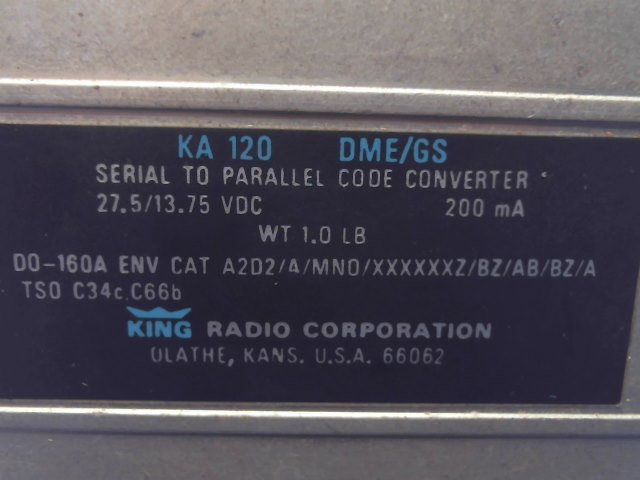 KA 120 DME/GS
SERIAL TO PARALLEL CODE CONVERTER
27.5/13.75 VDC 200 mA
WT 1.0 LB
DO-160A ENV CAT A2D2/A/MNO/XXXXXXZ/BZ/AB/BZ/A
TSO C34c,C66b
KING RADIO CORPORATION
OLATHE, KANS. U.S.A. 66062